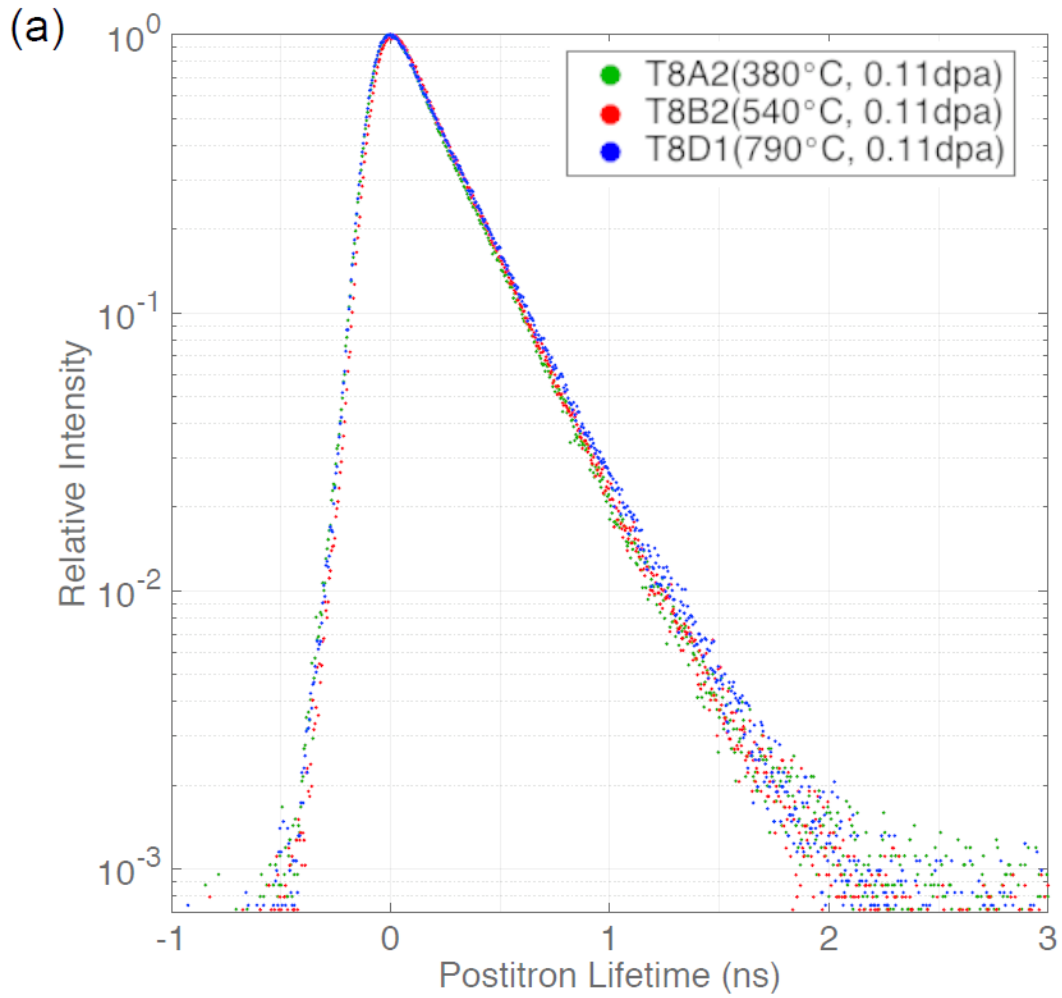 (a)
T8A2(380°C, 0.11dpa)
T8B2(540°C, 0.11dpa)
T8D1(790°C, 0.11dpa)
10^0
10^-1
10^-2
10^-3
Relative Intensity
-1 0 1 2 3
Postitron Lifetime (ns)